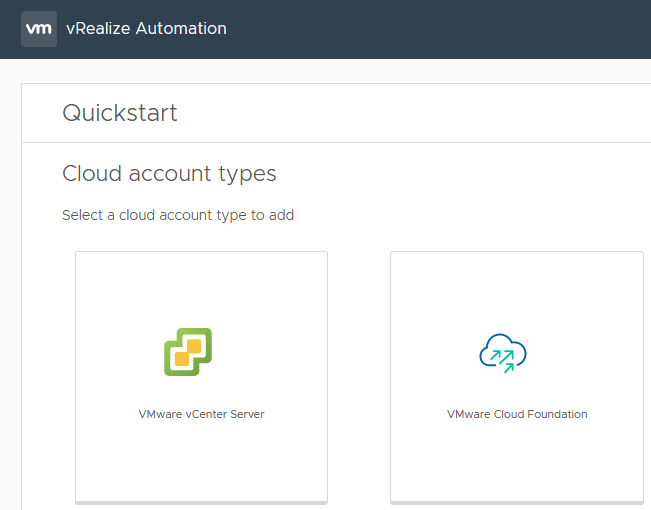 vm vRealize Automation
Quickstart
Cloud account types
Select a cloud account type to add
VMware vCenter Server
VMware Cloud Foundation